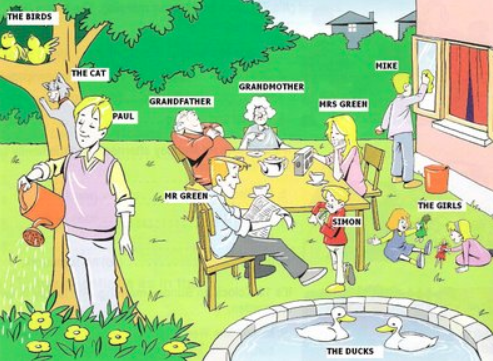 THE BIRDS
THE CAT
MIKE
GRANDMOTHER
GRANDFATHER
MRS GREEN
PAUL
MR GREEN
THE GIRLS
SIMON
THE DUCKS